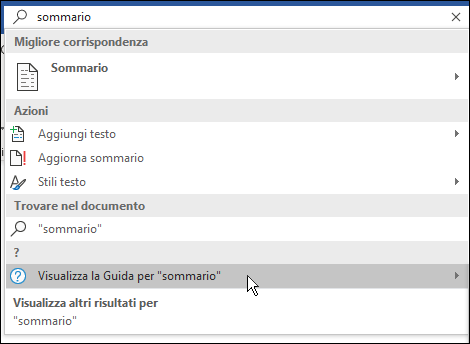 sommario
Migliore corrispondenza
Sommario
Azioni
Aggiungi testo
Aggiorna sommario
Stili testo
Trovare nel documento
"sommario"
?
Visualizza la Guida per "sommario"
Visualizza altri risultati per
"sommario"